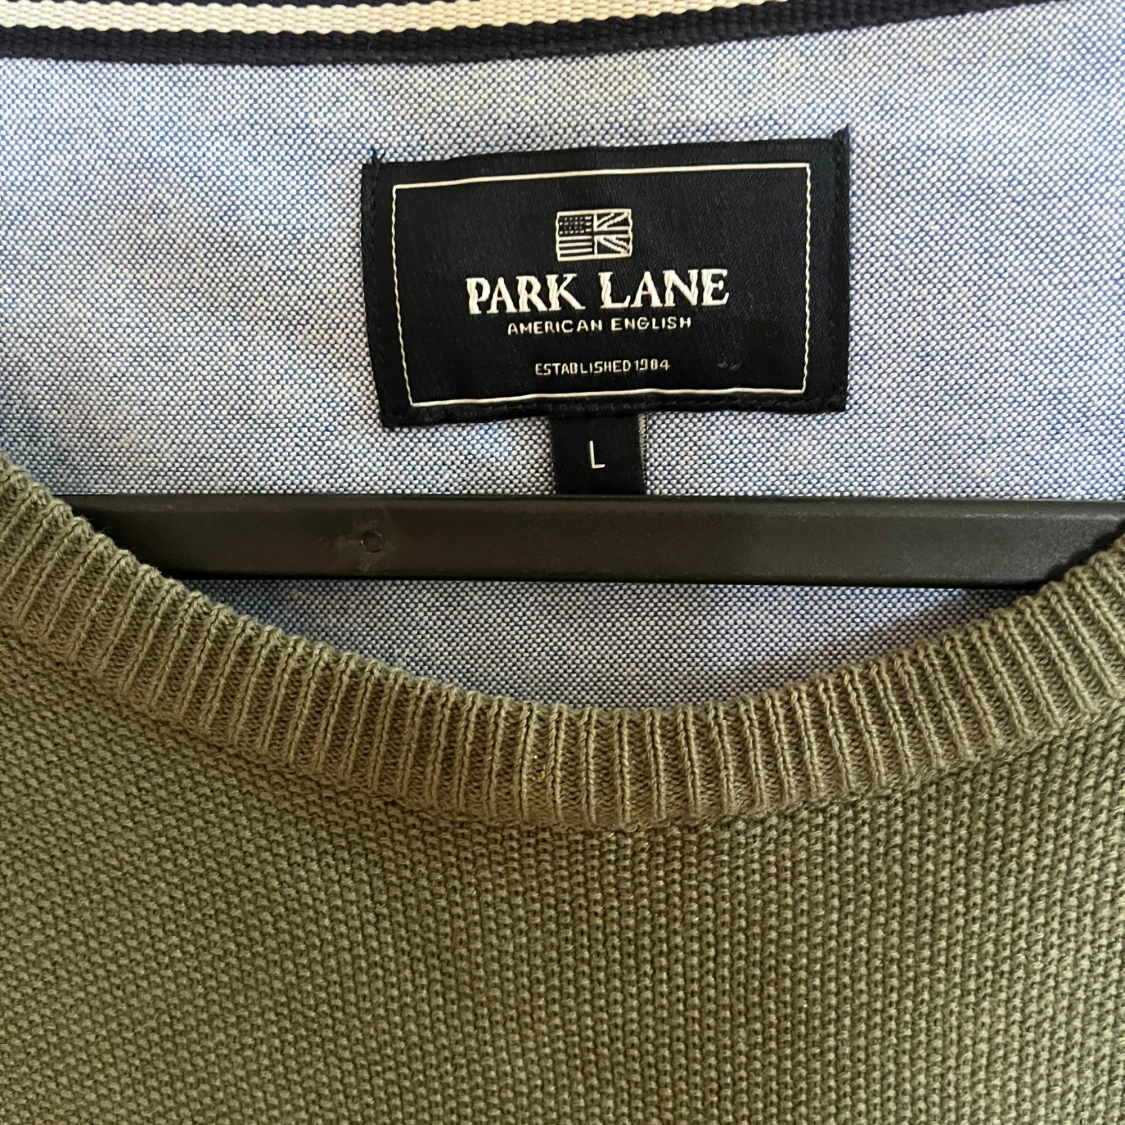 PARK LANE
AMERICAN ENGLISH
ESTABLISHED 1984
L